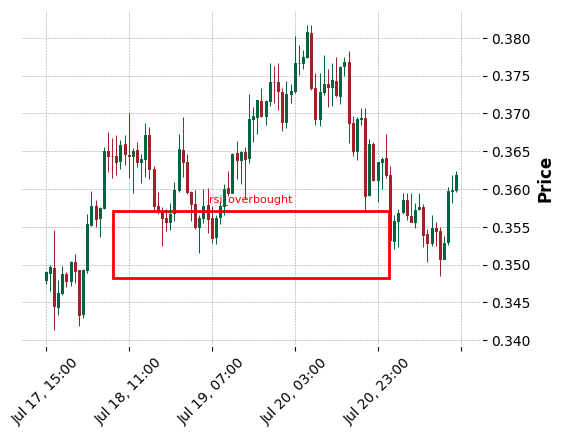 0.380
0.375
0.370
0.365
0.360
0.355
0.350
0.345
0.340
Price
rsi_overbought
Jul 17, 15:00
Jul 18, 11:00
Jul 19, 07:00
Jul 20, 03:00
Jul 20, 23:00